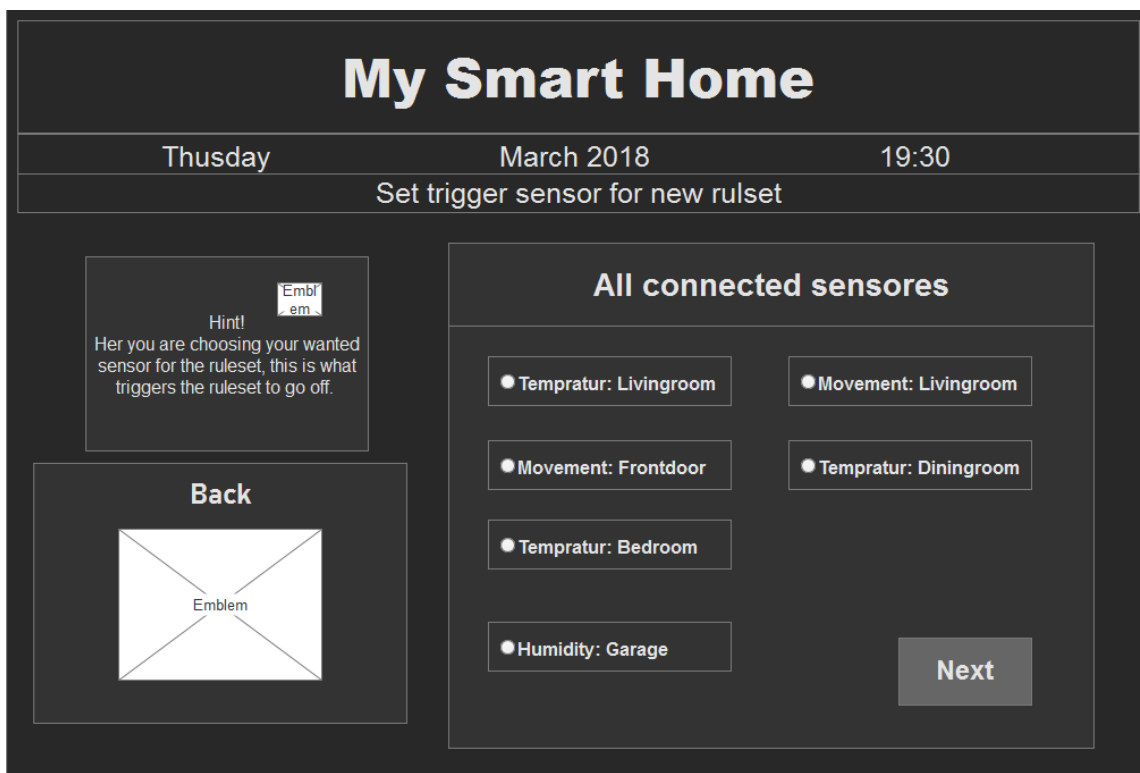 My Smart Home
Thusday March 2018 19:30
Set trigger sensor for new rulset
Embl
em
Hint!
Her you are choosing your wanted
sensor for the ruleset, this is what
triggers the ruleset to go off.
Back
Emblem
All connected sensores
Tempratur: Livingroom
Movement: Livingroom
Movement: Frontdoor
Tempratur: Diningroom
Tempratur: Bedroom
Humidity: Garage
Next